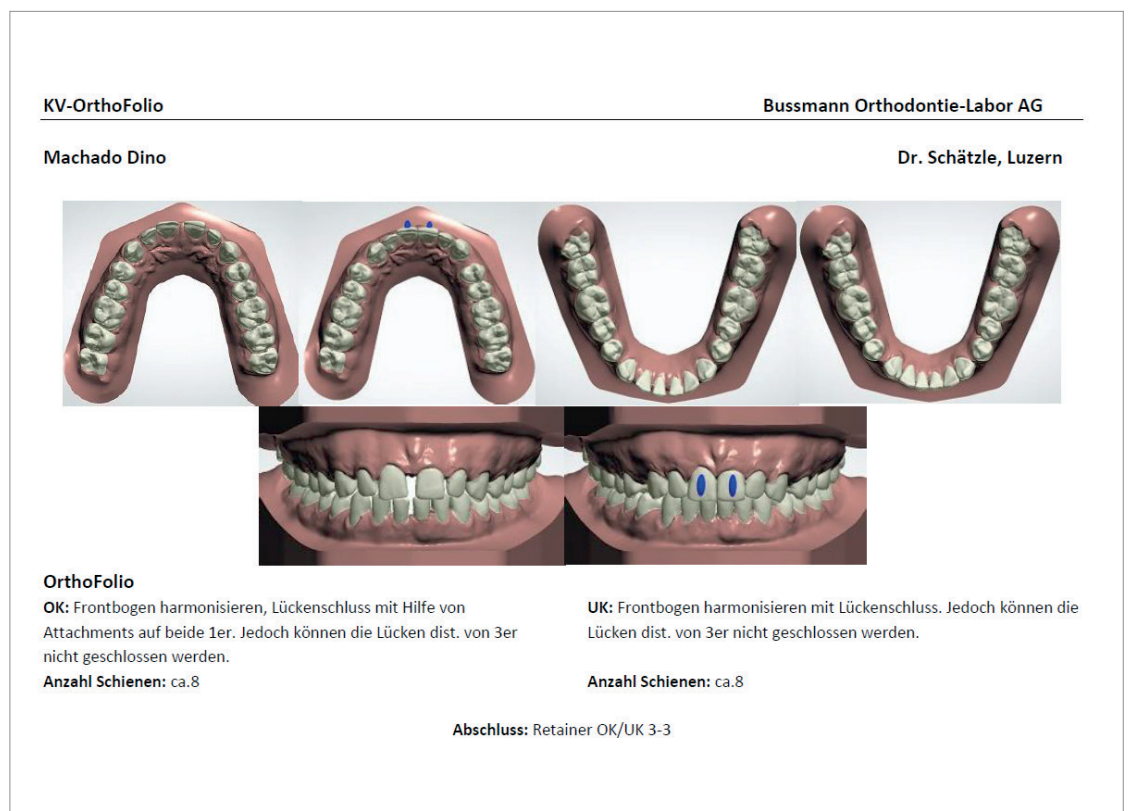 KV-OrthoFolio Bussmann Orthodontie-Labor AG
Machado Dino Dr. Schätzle, Luzern
OrthoFolio
OK: Frontbogen harmonisieren, Lückenschluss mit Hilfe von
Attachments auf beide 1er. Jedoch können die Lücken dist. von 3er
nicht geschlossen werden.
Anzahl Schienen: ca.8
UK: Frontbogen harmonisieren mit Lückenschluss. Jedoch können die
Lücken dist. von 3er nicht geschlossen werden.
Anzahl Schienen: ca.8
Abschluss: Retainer OK/UK 3-3